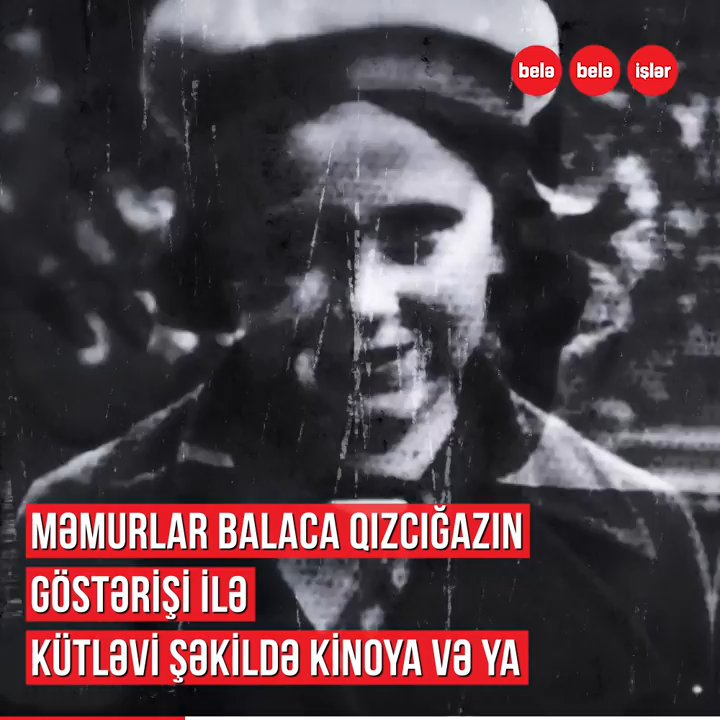 belə belə işlər
MƏMURLAR BALACA QIZCIĞAZIN
GÖSTƏRİŞİ İLƏ
KÜTLƏVİ ŞƏKİLDƏ KİNOYA VƏ YA